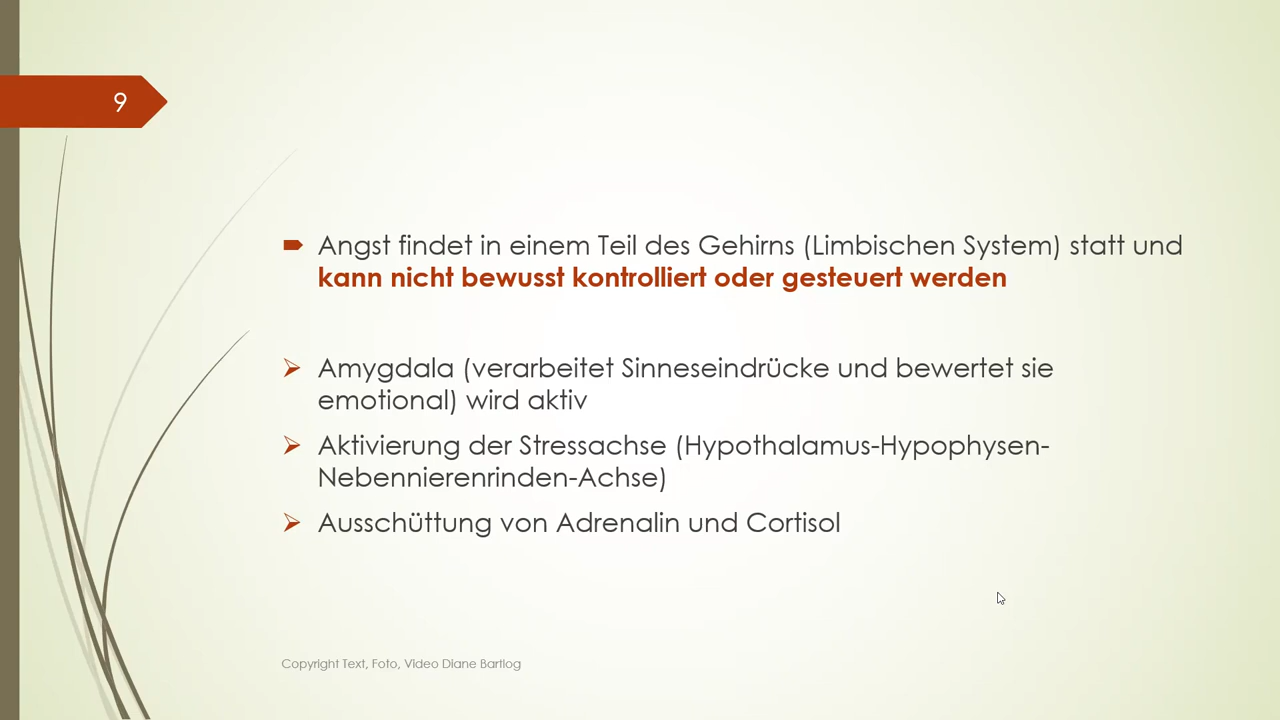 9
Angst findet in einem Teil des Gehirns (Limbischen System) statt und
kann nicht bewusst kontrolliert oder gesteuert werden
Amygdala (verarbeitet Sinneseindrücke und bewertet sie
emotional) wird aktiv
Aktivierung der Stressachse (Hypothalamus-Hypophysen-
Nebennierenrinden-Achse)
Ausschüttung von Adrenalin und Cortisol
Copyright Text, Foto, Video Diane Bartlog